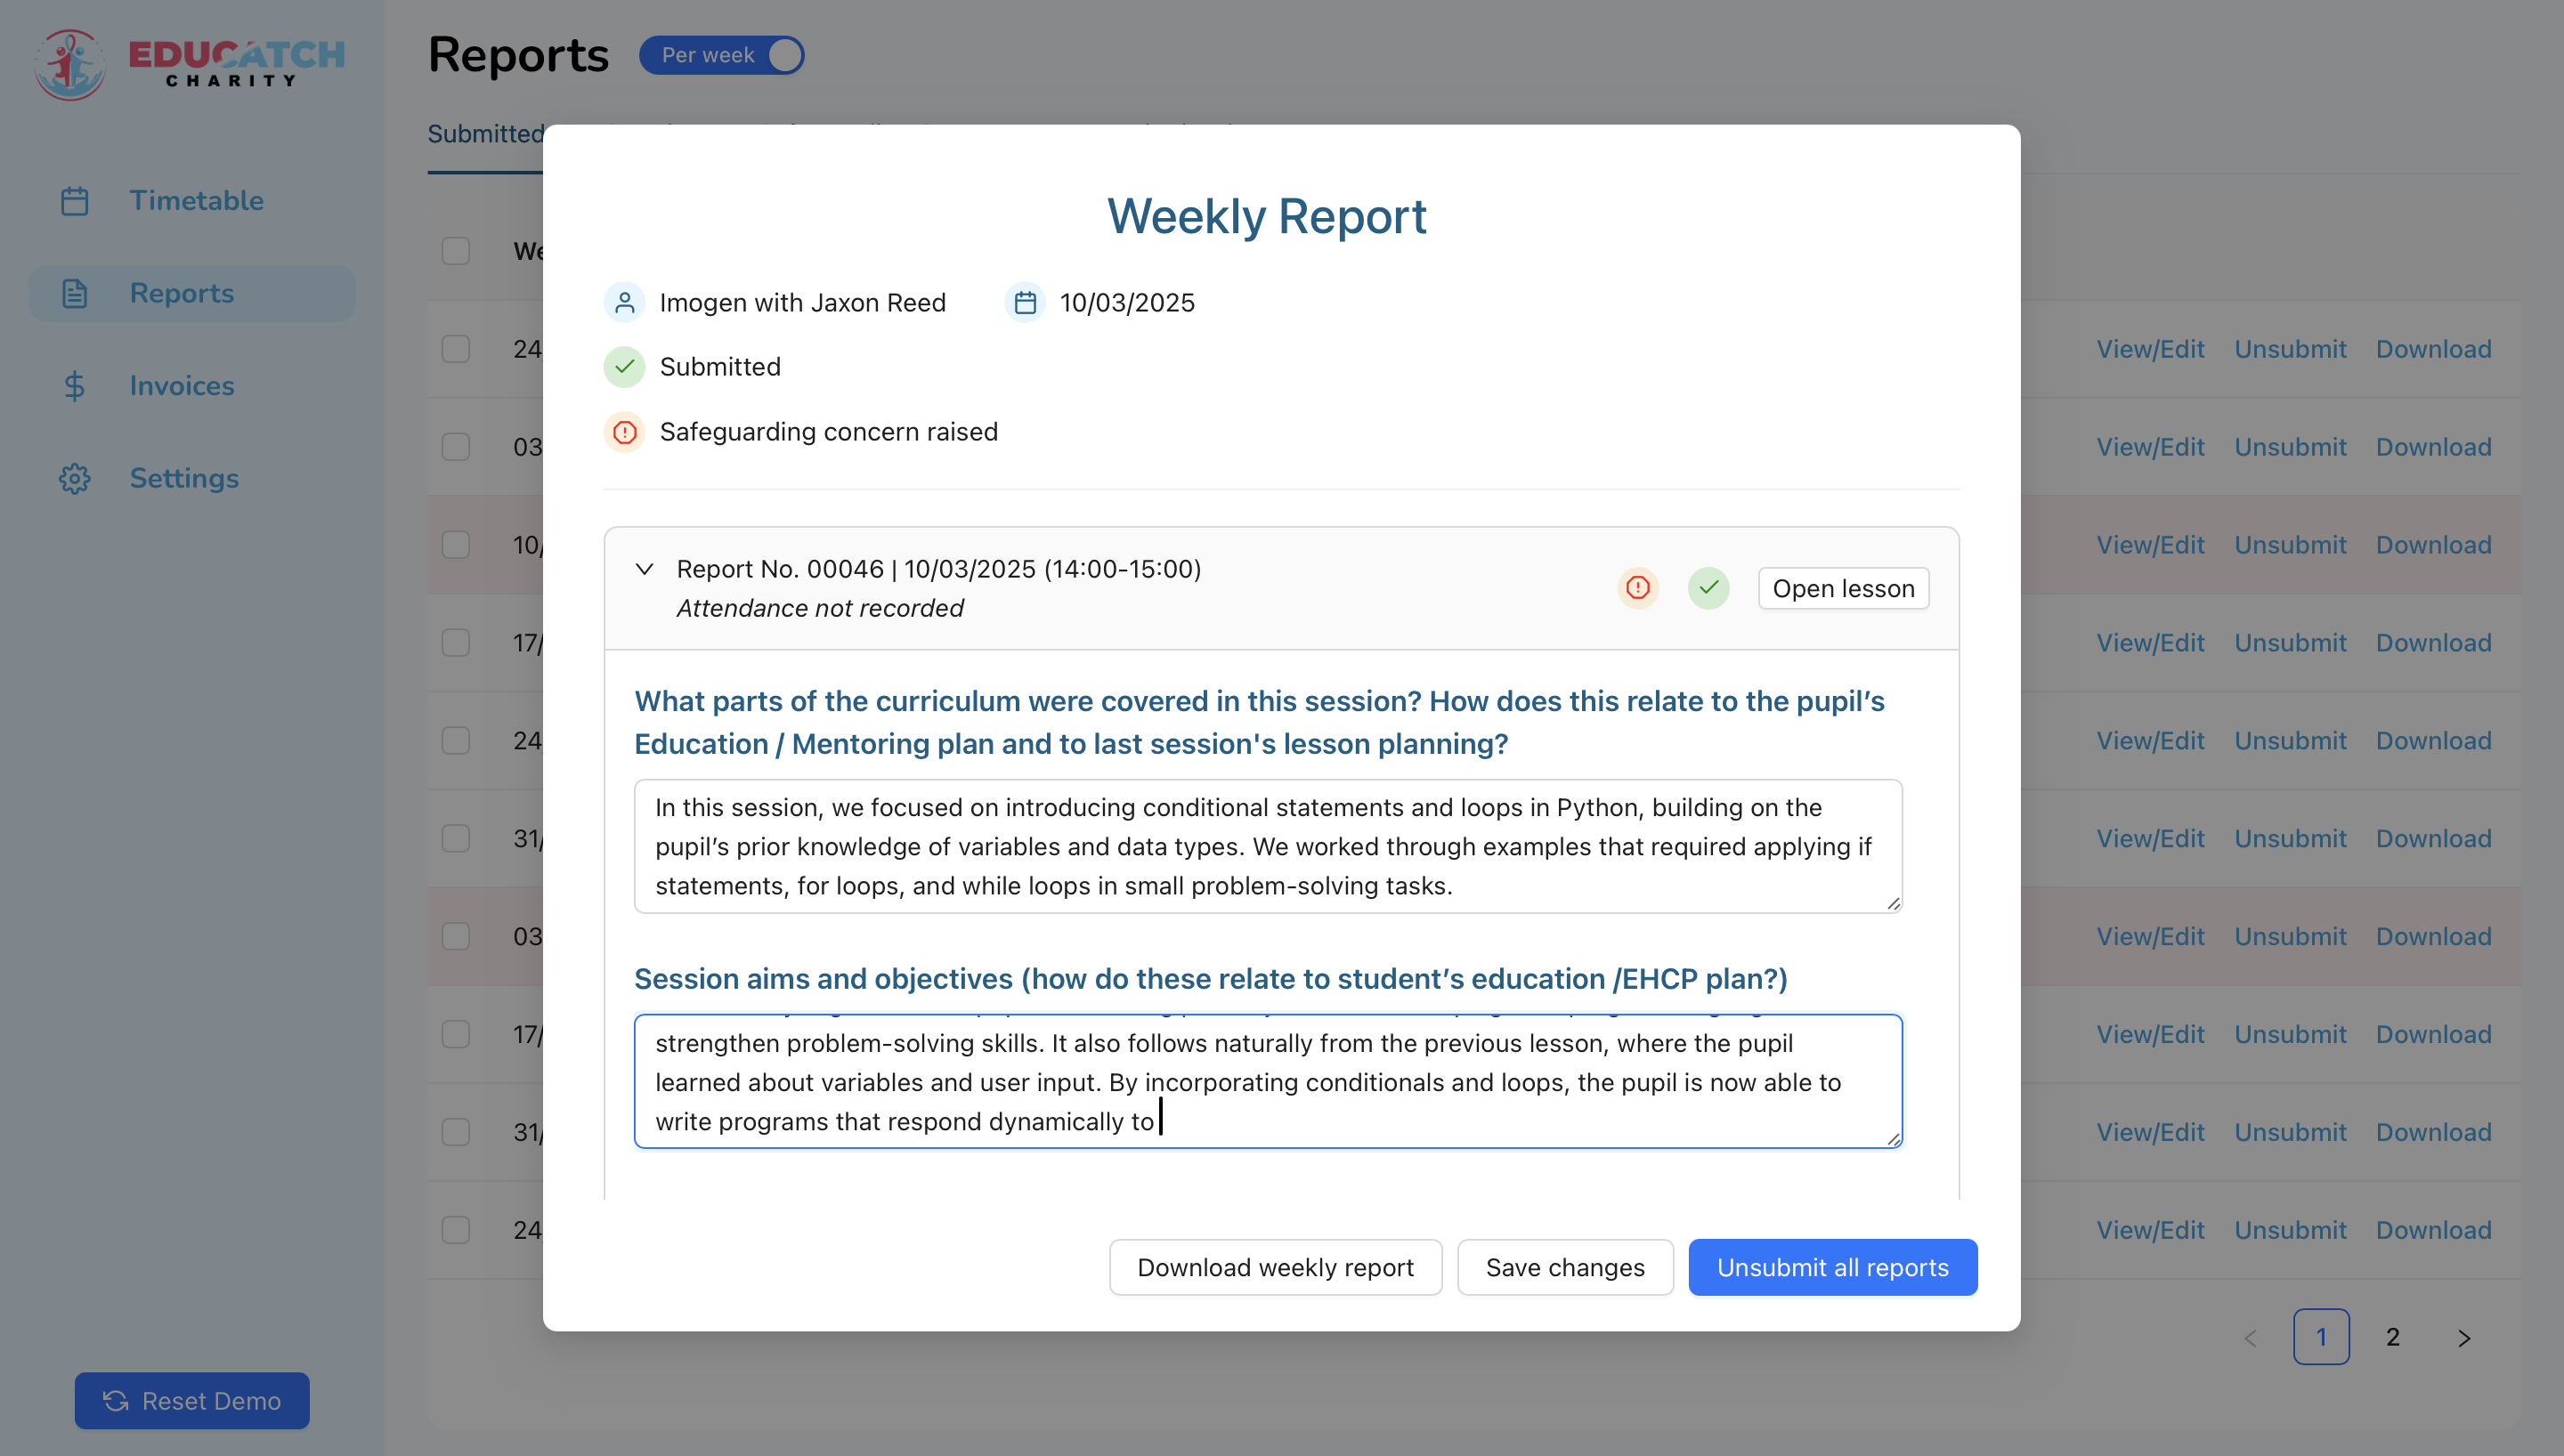 EDUCATCH
CHARITY
Timetable
Reports
Invoices
Settings
Reset Demo
Reports
Per week
Submitted
We
24
03
10/
17/
24
31/
03
17/
31/
24
View/Edit Unsubmit Download
View/Edit Unsubmit Download
View/Edit Unsubmit Download
View/Edit Unsubmit Download
View/Edit Unsubmit Download
View/Edit Unsubmit Download
View/Edit Unsubmit Download
View/Edit Unsubmit Download
View/Edit Unsubmit Download
View/Edit Unsubmit Download
1 2
Weekly Report
Imogen with Jaxon Reed
10/03/2025
Submitted
Safeguarding concern raised
Report No. 00046 | 10/03/2025 (14:00-15:00)
Attendance not recorded
Open lesson
What parts of the curriculum were covered in this session? How does this relate to the pupil’s
Education / Mentoring plan and to last session's lesson planning?
In this session, we focused on introducing conditional statements and loops in Python, building on the
pupil’s prior knowledge of variables and data types. We worked through examples that required applying if
statements, for loops, and while loops in small problem-solving tasks.
Session aims and objectives (how do these relate to student’s education /EHCP plan?)
strengthen problem-solving skills. It also follows naturally from the previous lesson, where the pupil
learned about variables and user input. By incorporating conditionals and loops, the pupil is now able to
write programs that respond dynamically to
Download weekly report
Save changes
Unsubmit all reports